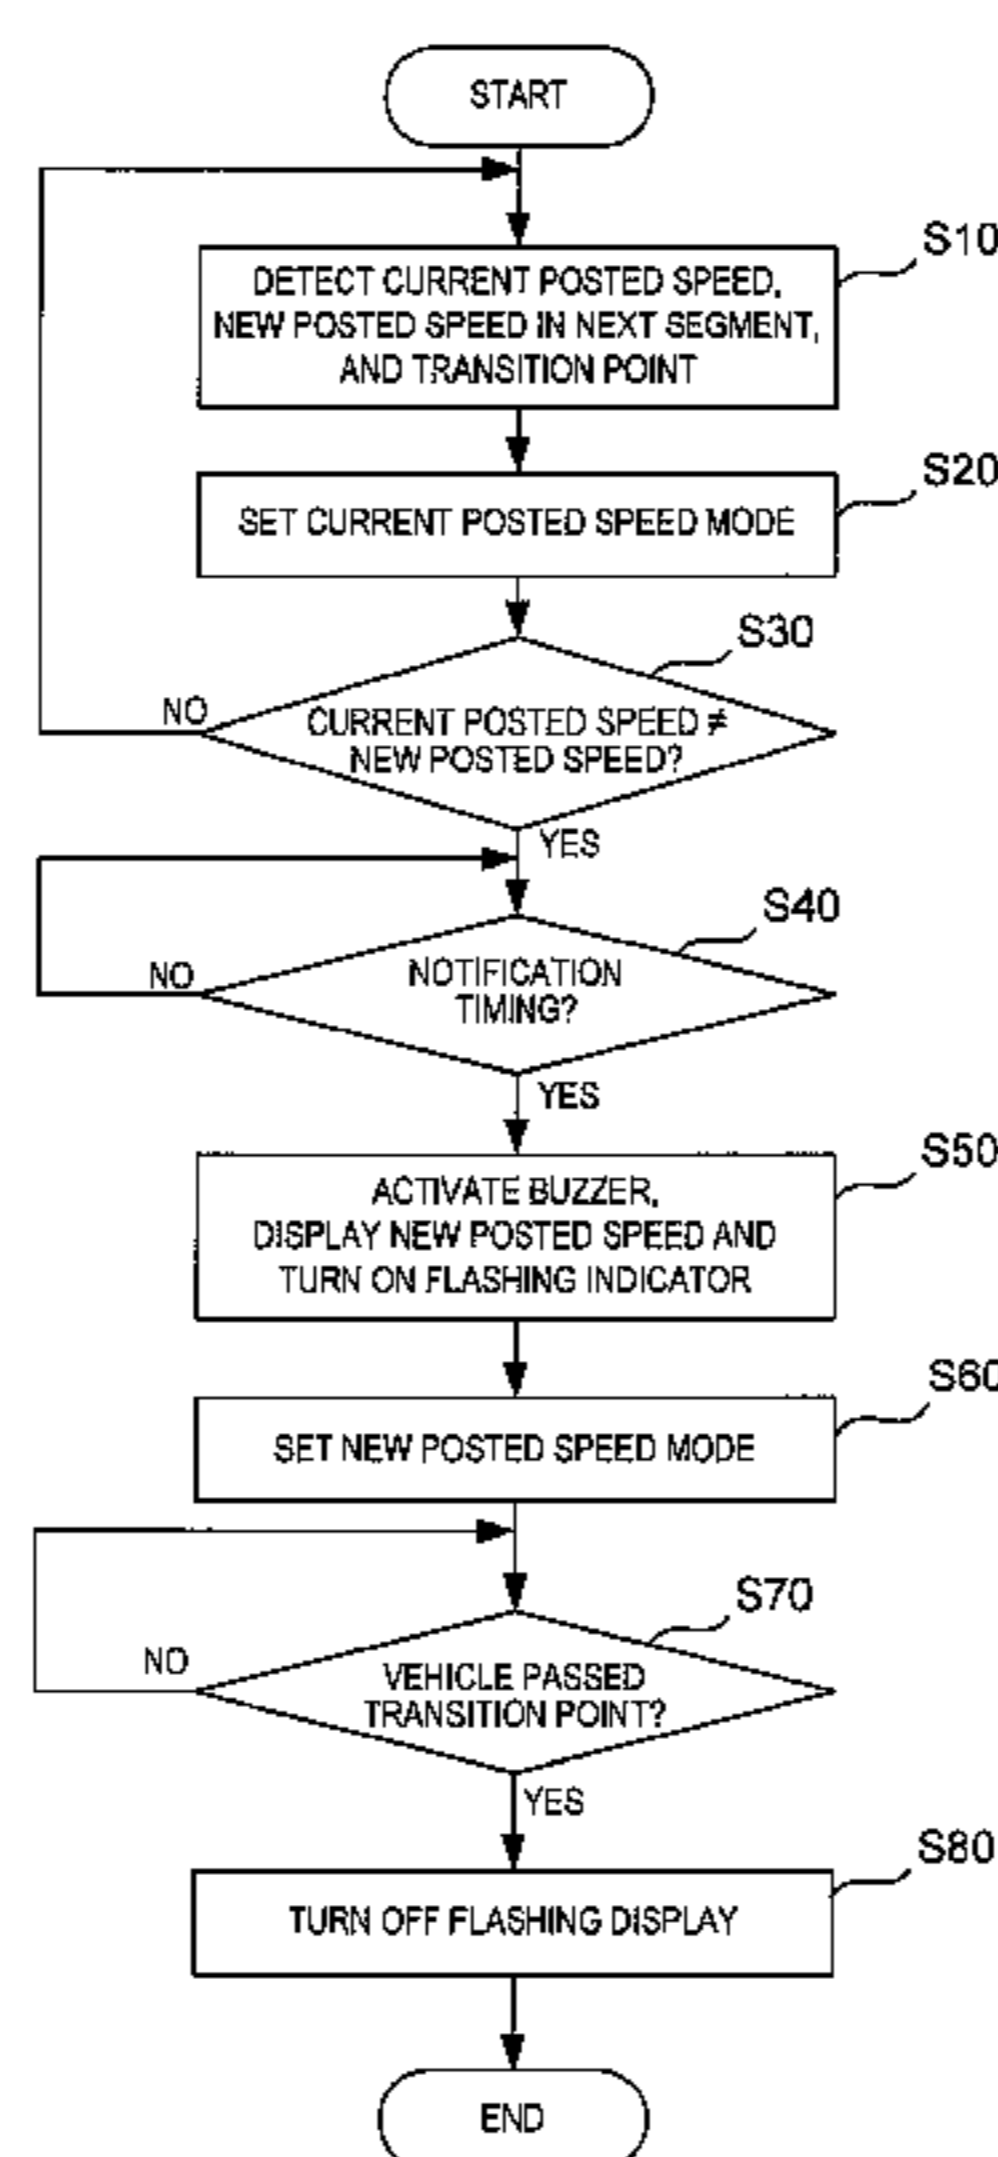 START
S10
DETECT CURRENT POSTED SPEED,
NEW POSTED SPEED IN NEXT SEGMENT,
AND TRANSITION POINT
S20
SET CURRENT POSTED SPEED MODE
S30
NO
CURRENT POSTED SPEED ≠
NEW POSTED SPEED?
YES
S40
NO
NOTIFICATION
TIMING?
YES
S50
ACTIVATE BUZZER,
DISPLAY NEW POSTED SPEED AND
TURN ON FLASHING INDICATOR
S60
SET NEW POSTED SPEED MODE
S70
NO
VEHICLE PASSED
TRANSITION POINT?
YES
S80
TURN OFF FLASHING DISPLAY
END